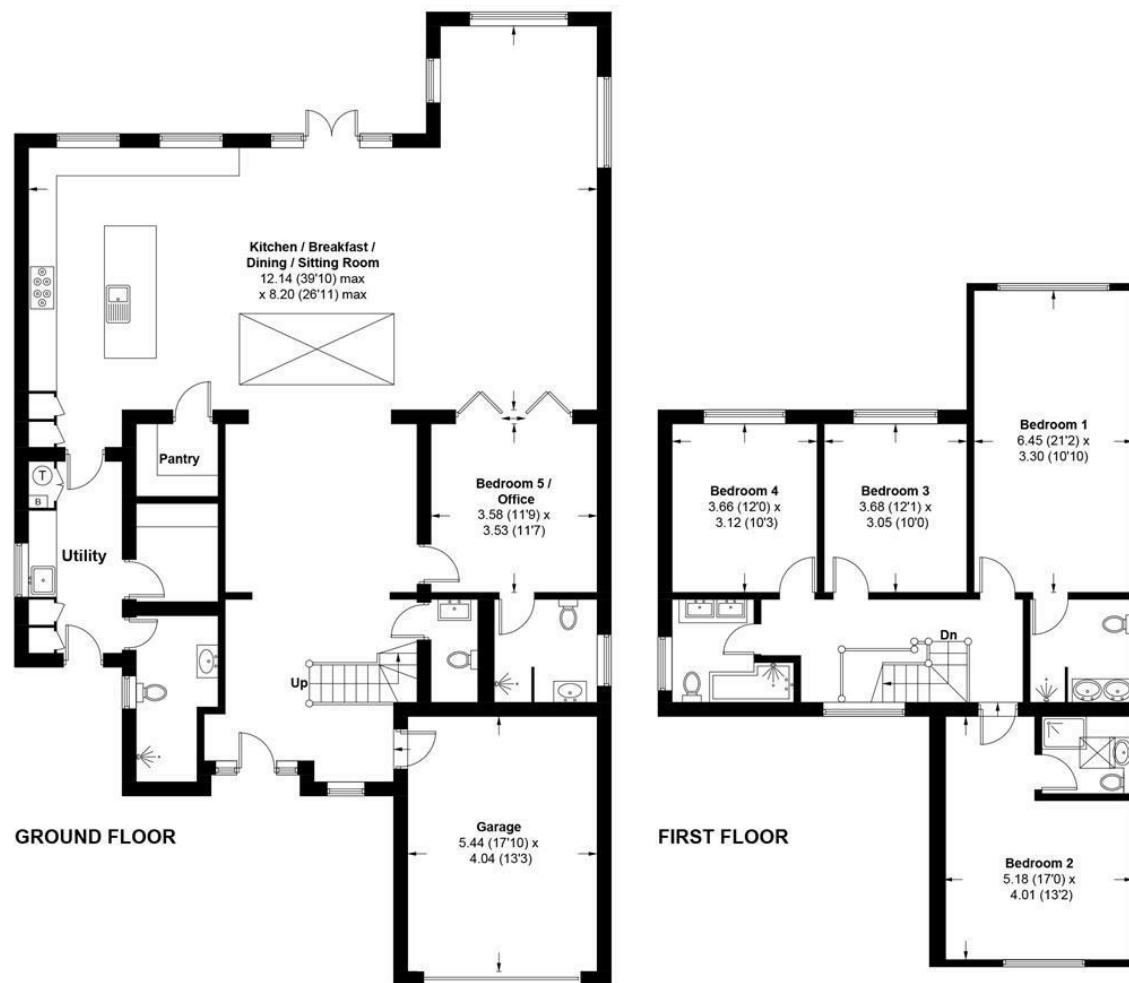 Kitchen / Breakfast /
Dining / Sitting Room
12.14 (39'10) max
x 8.20 (26'11) max
Pantry
T
B
Utility
Bedroom 5 /
Office
3.58 (11'9) x
3.53 (11'7)
Up
Garage
5.44 (17'10) x
4.04 (13'3)
GROUND FLOOR
Bedroom 1
6.45 (21'2) x
3.30 (10'10)
Bedroom 4
3.66 (12'0) x
3.12 (10'3)
Bedroom 3
3.68 (12'1) x
3.05 (10'0)
Dn
Bedroom 2
5.18 (17'0) x
4.01 (13'2)
FIRST FLOOR